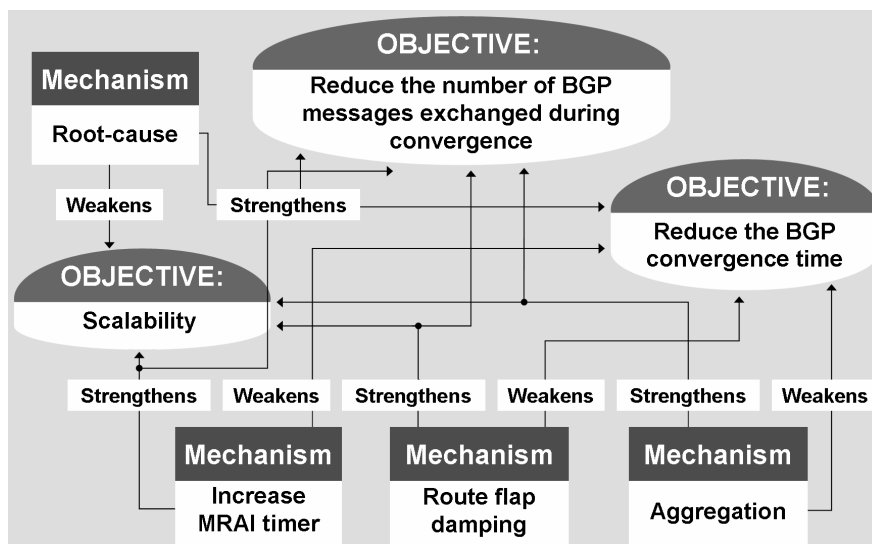 OBJECTIVE:
Reduce the number of BGP
messages exchanged during
convergence
Mechanism
Root-cause
OBJECTIVE:
Reduce the BGP
convergence time
Weakens
Strengthens
OBJECTIVE:
Scalability
Strengthens
Weakens
Strengthens
Weakens
Strengthens
Weakens
Mechanism
Increase
MRAI timer
Mechanism
Route flap
damping
Mechanism
Aggregation